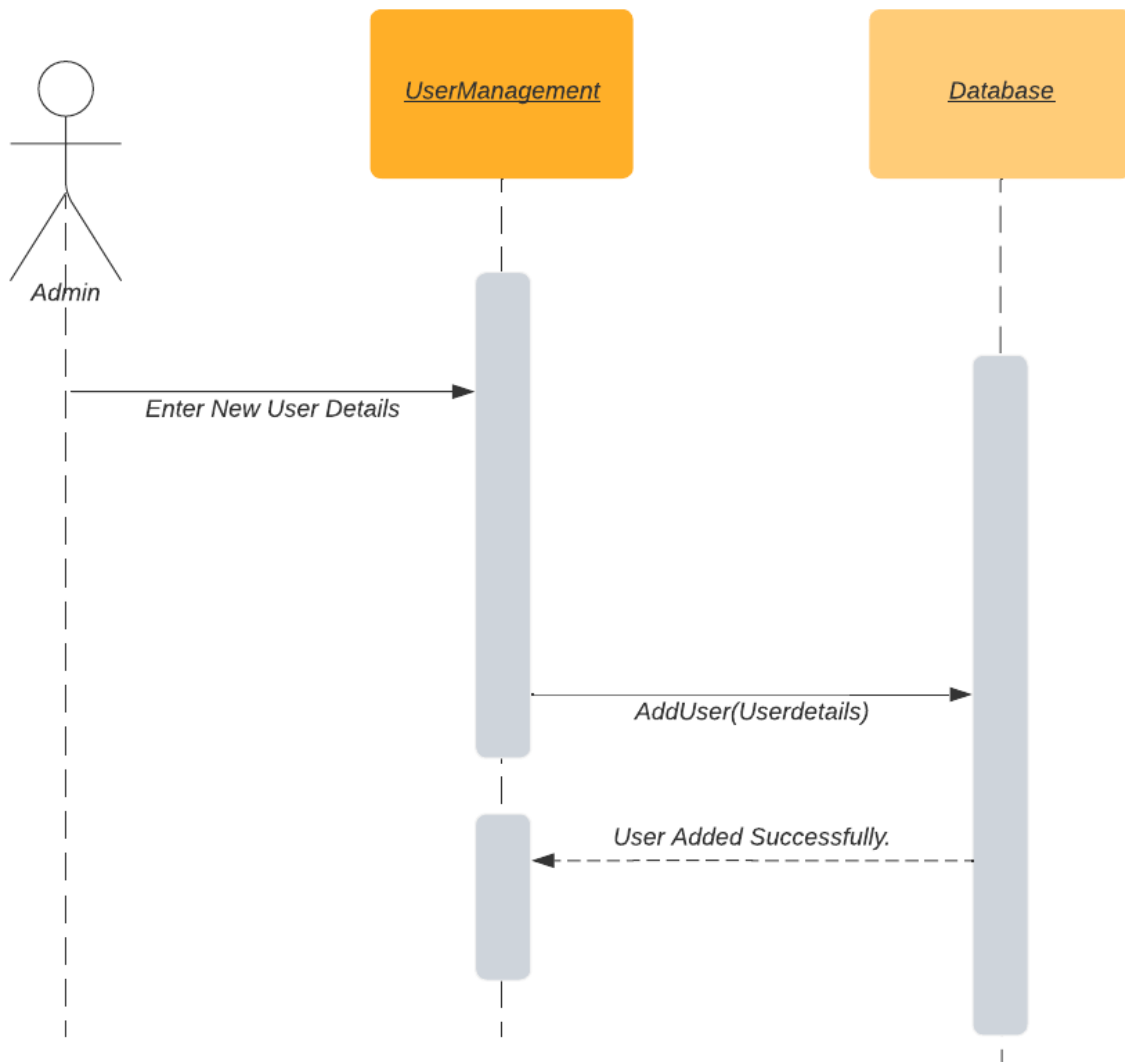 UserManagement
Database
Admin
Enter New User Details
AddUser(Userdetails)
User Added Successfully.